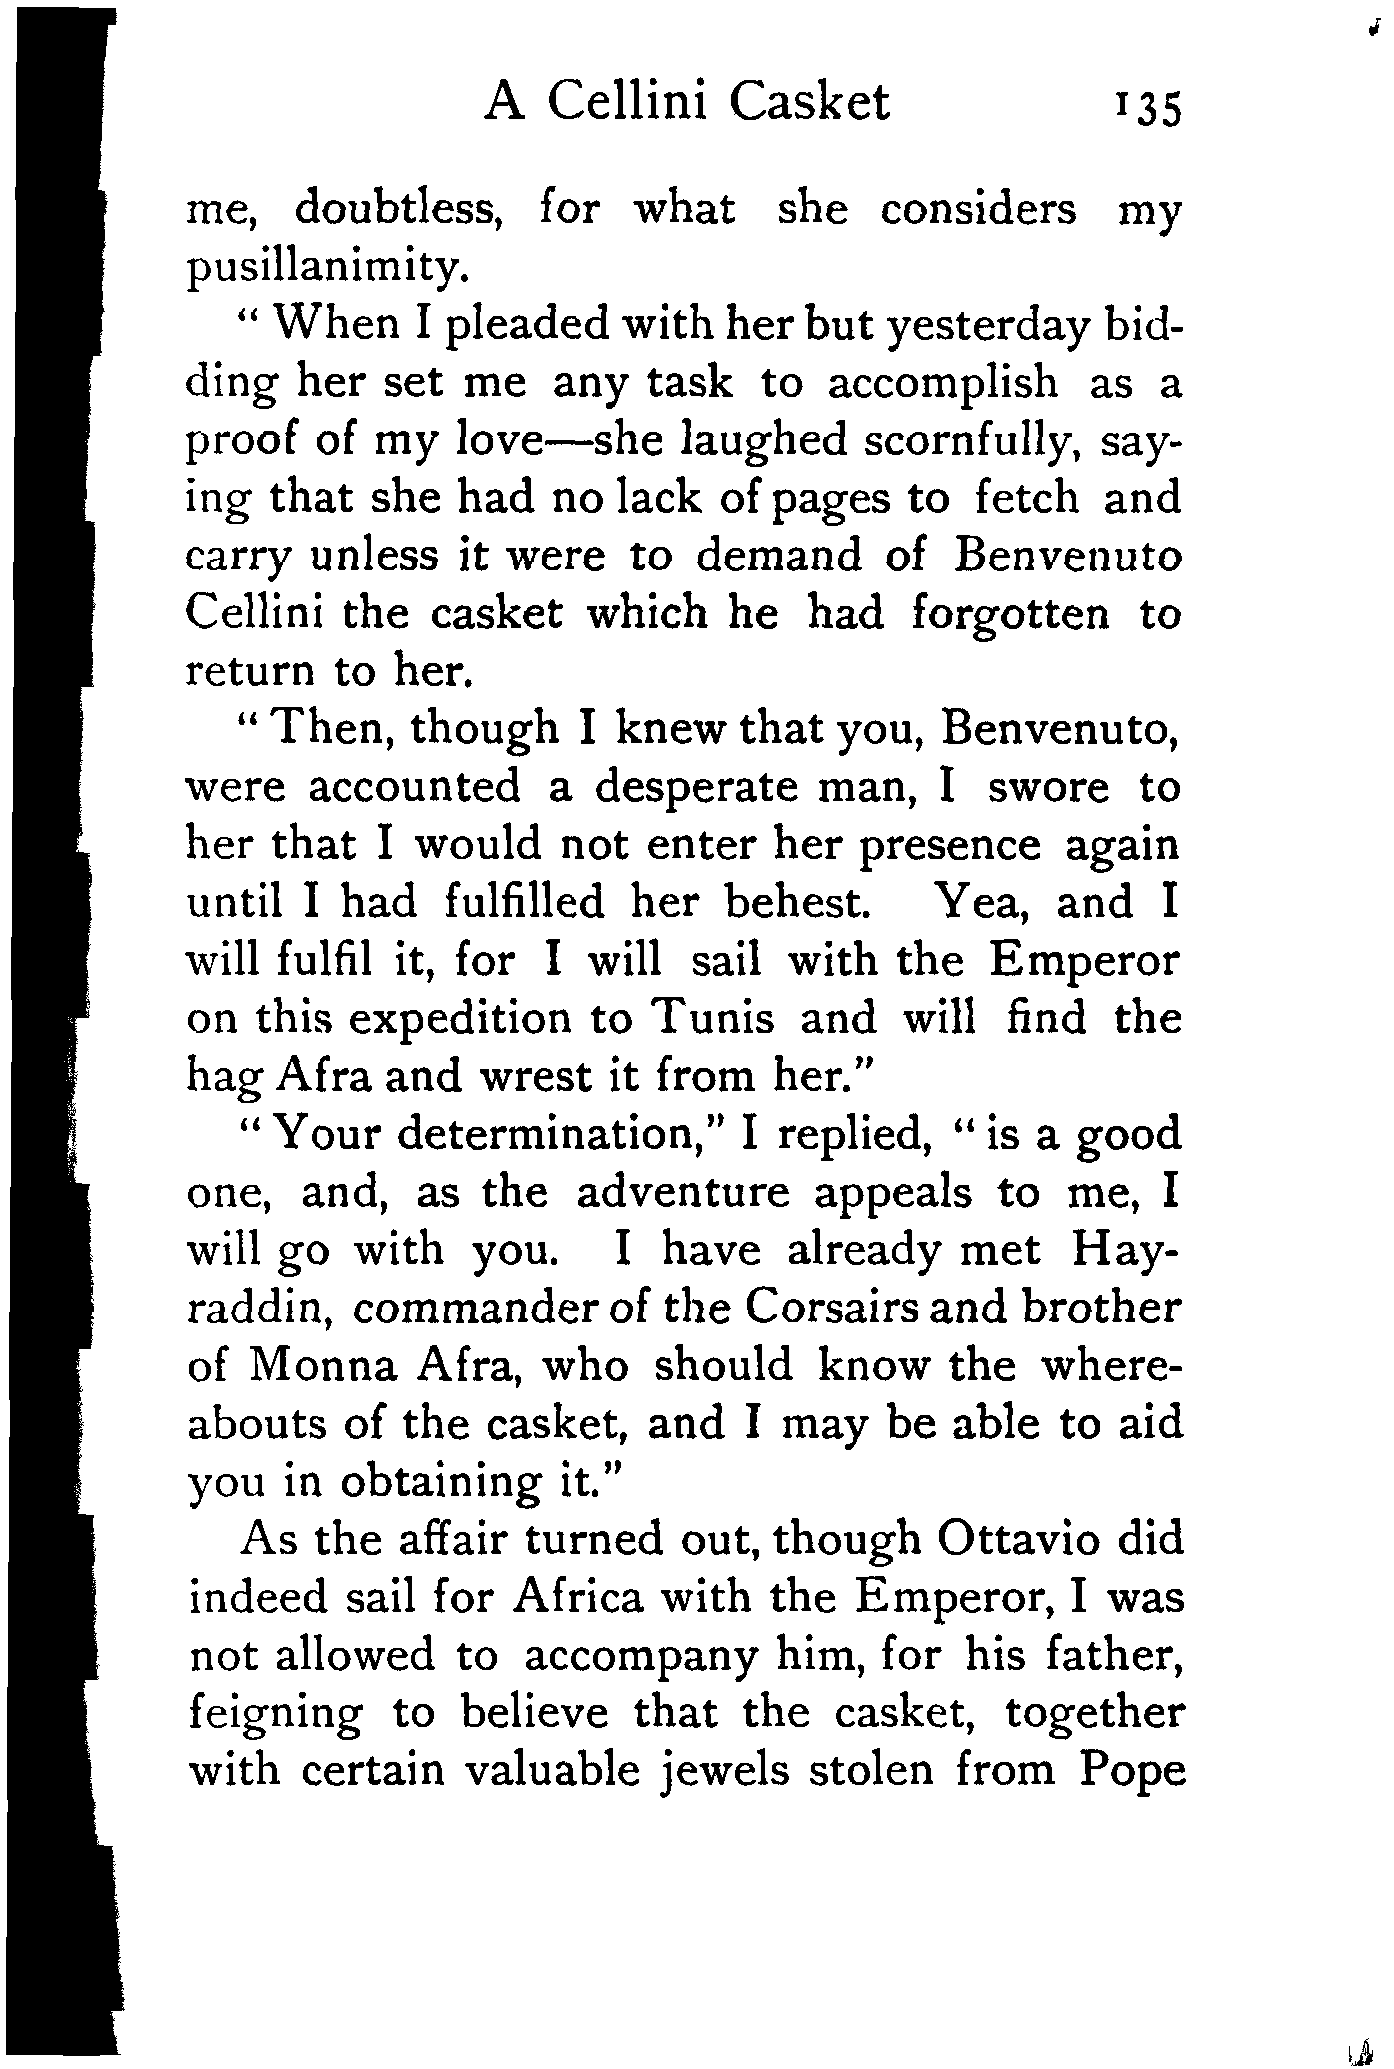 A Cellini Casket 135
me, doubtless, for what she considers my
pusillanimity.
“ When I pleaded with her but yesterday bid-
ding her set me any task to accomplish as a
proof of my love—she laughed scornfully, say-
ing that she had no lack of pages to fetch and
carry unless it were to demand of Benvenuto
Cellini the casket which he had forgotten to
return to her.
“ Then, though I knew that you, Benvenuto,
were accounted a desperate man, I swore to
her that I would not enter her presence again
until I had fulfilled her behest. Yea, and I
will fulfil it, for I will sail with the Emperor
on this expedition to Tunis and will find the
hag Afra and wrest it from her.”
“ Your determination,” I replied, “ is a good
one, and, as the adventure appeals to me, I
will go with you. I have already met Hay-
raddin, commander of the Corsairs and brother
of Monna Afra, who should know the where-
abouts of the casket, and I may be able to aid
you in obtaining it.”
As the affair turned out, though Ottavio did
indeed sail for Africa with the Emperor, I was
not allowed to accompany him, for his father,
feigning to believe that the casket, together
with certain valuable jewels stolen from Pope